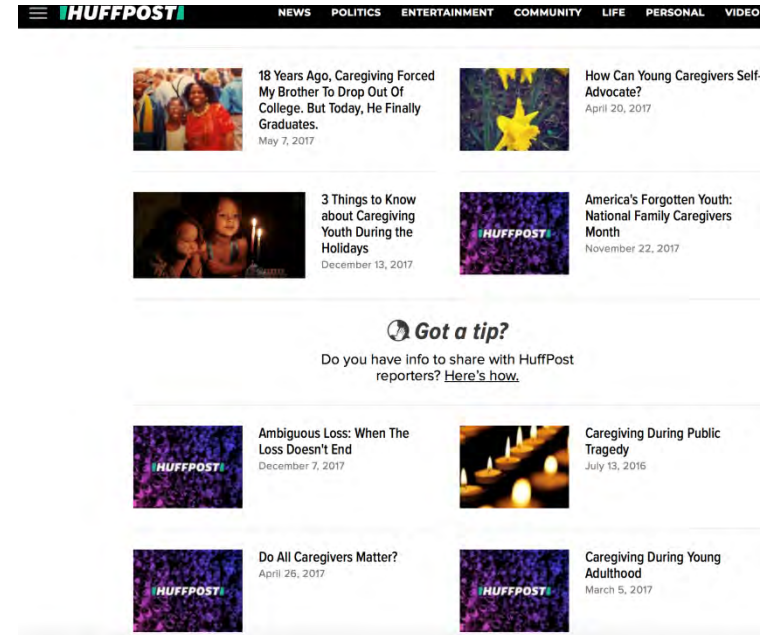 HUFFPOST
NEWS POLITICS ENTERTAINMENT COMMUNITY LIFE PERSONAL VIDEO
18 Years Ago, Caregiving Forced
My Brother To Drop Out Of
College. But Today, He Finally
Graduates.
May 7, 2017
How Can Young Caregivers Self-
Advocate?
April 20, 2017
3 Things to Know
about Caregiving
Youth During the
Holidays
December 13, 2017
HUFFPOST
America's Forgotten Youth:
National Family Caregivers
Month
November 22, 2017
Got a tip?
Do you have info to share with HuffPost
reporters? Here's how.
HUFFPOST
Ambiguous Loss: When The
Loss Doesn't End
December 7, 2017
Caregiving During Public
Tragedy
July 13, 2016
HUFFPOST
Do All Caregivers Matter?
April 26, 2017
HUFFPOST
Caregiving During Young
Adulthood
March 5, 2017